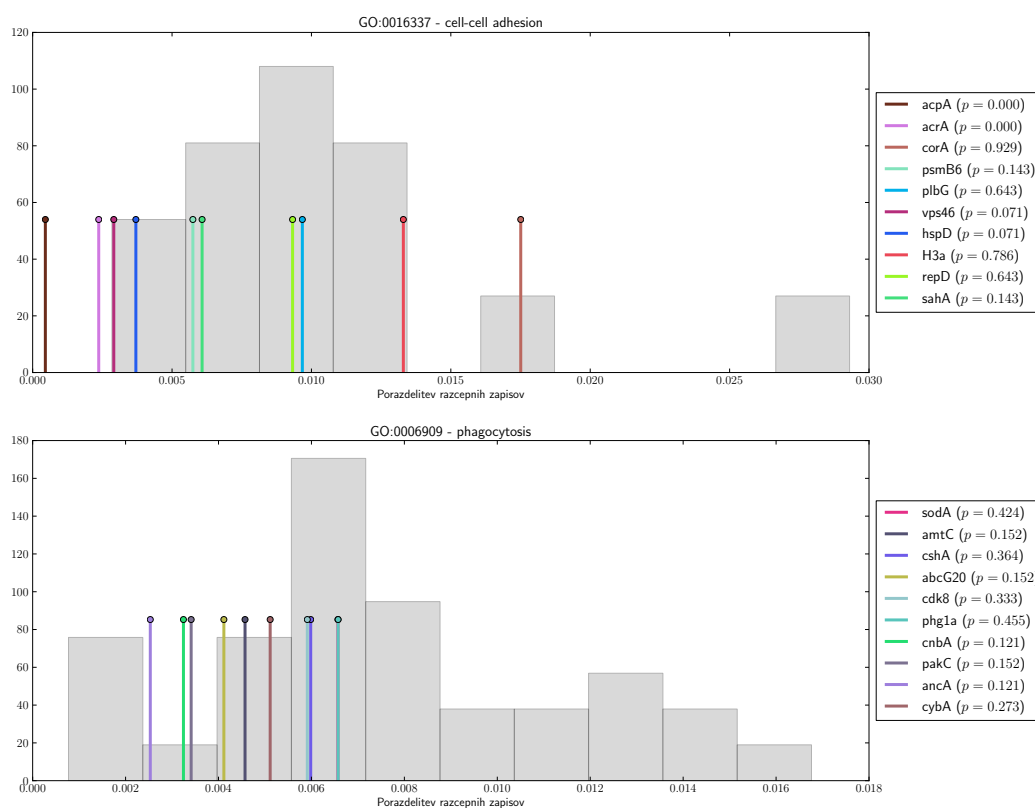 GO:0016337 - cell-cell adhesion
120
100
80
60
40
20
0
0.000 0.005 0.010 0.015 0.020 0.025 0.030
Porazdelitev razcepnih zapisov
acpA (p = 0.000)
acrA (p = 0.000)
corA (p = 0.929)
psmB6 (p = 0.143)
plbG (p = 0.643)
vps46 (p = 0.071)
hspD (p = 0.071)
H3a (p = 0.786)
repD (p = 0.643)
sahA (p = 0.143)
GO:0006909 - phagocytosis
180
160
140
120
100
80
60
40
20
0
0.000 0.002 0.004 0.006 0.008 0.010 0.012 0.014 0.016 0.018
Porazdelitev razcepnih zapisov
sodA (p = 0.424)
amtC (p = 0.152)
cshA (p = 0.364)
abcG20 (p = 0.152
cdk8 (p = 0.333)
phg1a (p = 0.455)
cnbA (p = 0.121)
pakC (p = 0.152)
ancA (p = 0.121)
cybA (p = 0.273)